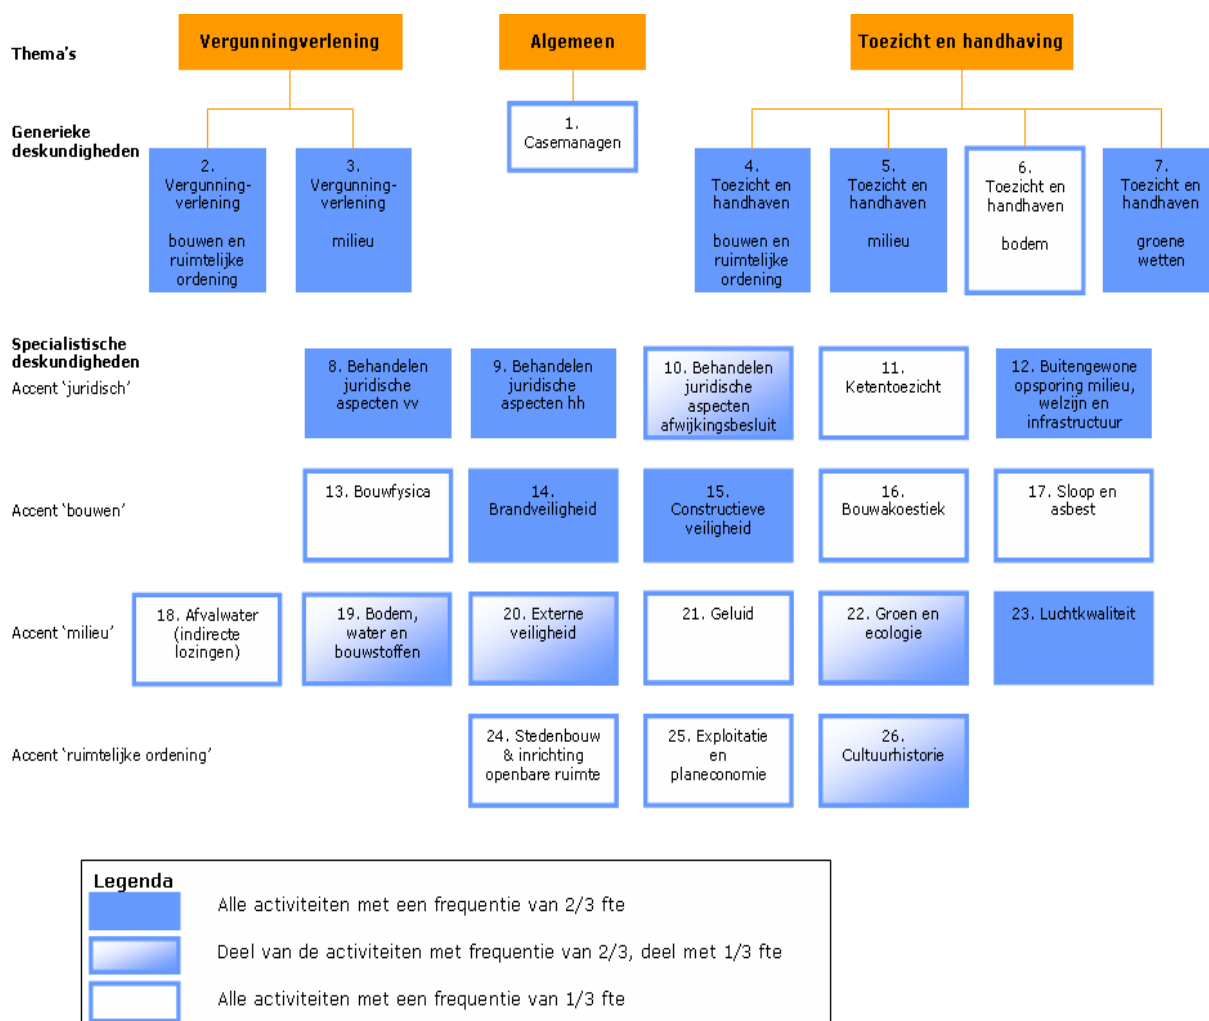 Thema's
Vergunningverlening
Algemeen
Toezicht en handhaving
Generieke
deskundigheden
1.
Casemanagen
2.
Vergunning-
verlening
bouwen en
ruimtelijke
ordening
3.
Vergunning-
verlening
milieu
4.
Toezicht en
handhaven
bouwen en
ruimtelijke
ordening
5.
Toezicht en
handhaven
milieu
6.
Toezicht en
handhaven
bodem
7.
Toezicht en
handhaven
groene
wetten
Specialistische
deskundigheden
Accent ‘juridisch’
8. Behandelen
juridische
aspecten vv
9. Behandelen
juridische
aspecten hh
10. Behandelen
juridische
aspecten
afwijkingsbesluit
11.
Ketentoezicht
12. Buitengewone
opsporing milieu,
welzijn en
infrastructuur
Accent ‘bouwen’
13. Bouwfysica
14.
Brandveiligheid
15.
Constructieve
veiligheid
16.
Bouwakoestiek
17. Sloop en
asbest
Accent ‘milieu’
18. Afvalwater
(indirecte
lozingen)
19. Bodem,
water en
bouwstoffen
20. Externe
veiligheid
21. Geluid
22. Groen en
ecologie
23. Luchtkwaliteit
Accent ‘ruimtelijke ordening’
24. Stedenbouw
& inrichting
openbare ruimte
25. Exploitatie
en
planeconomie
26.
Cultuurhistorie
Legenda
Alle activiteiten met een frequentie van 2/3 fte
Deel van de activiteiten met frequentie van 2/3, deel met 1/3 fte
Alle activiteiten met een frequentie van 1/3 fte